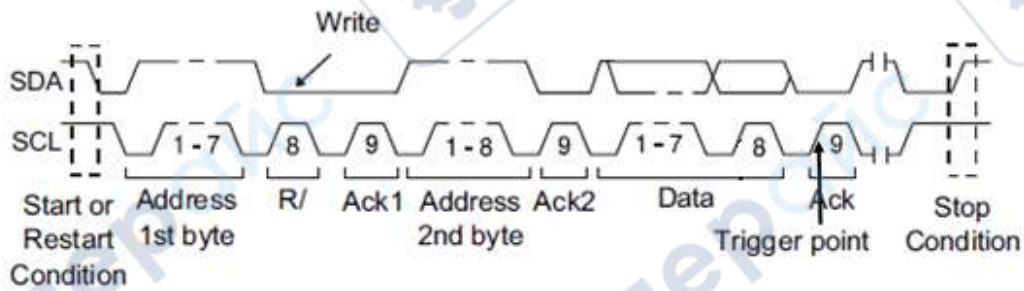 Write
SDA
SCL
1 - 7
8
9
1 - 8
9
1 - 7
8
9
Start or
Restart
Condition
Address
1st byte
R/
Ack1
Address
2nd byte
Ack2
Data
Ack
Trigger point
Stop
Condition